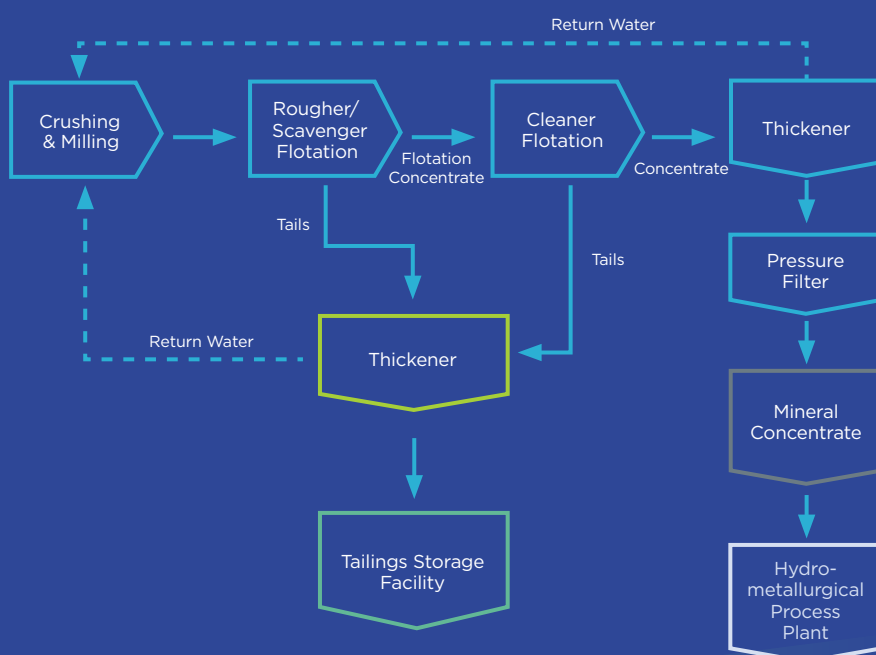 Return Water
Crushing
& Milling
Rougher/
Scavenger
Flotation
Flotation
Concentrate
Cleaner
Flotation
Concentrate
Thickener
Tails
Tails
Pressure
Filter
Return Water
Thickener
Mineral
Concentrate
Tailings Storage
Facility
Hydro-
metallurgical
Process
Plant